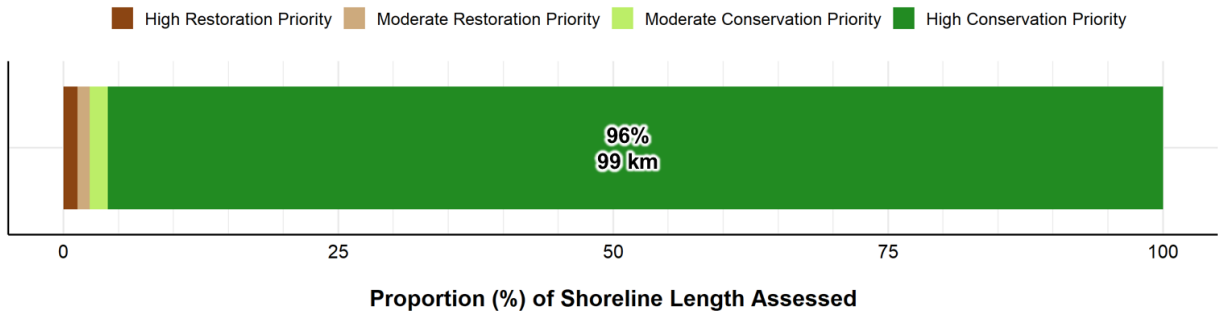 High Restoration Priority Moderate Restoration Priority Moderate Conservation Priority High Conservation Priority
96%
99 km
0 25 50 75 100
Proportion (%) of Shoreline Length Assessed